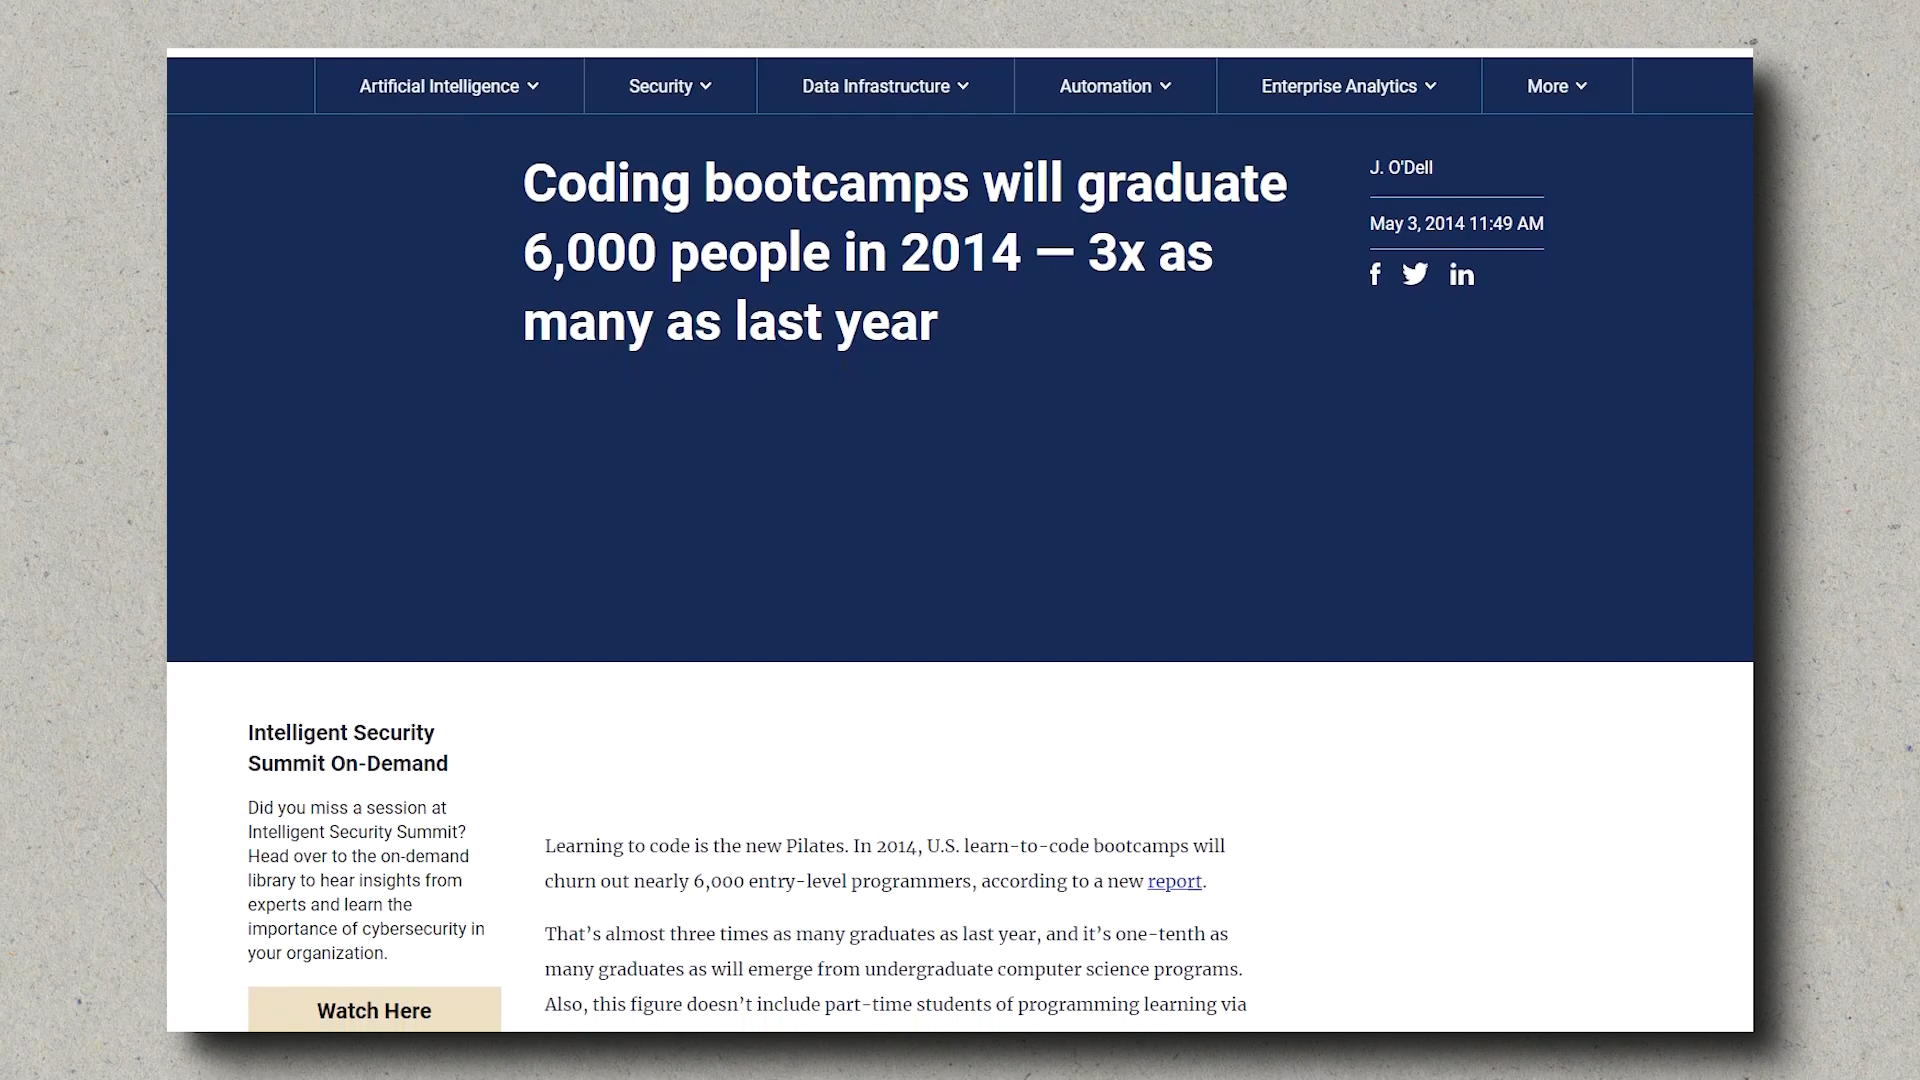 Artificial Intelligence
Security
Data Infrastructure
Automation
Enterprise Analytics
More
Coding bootcamps will graduate
6,000 people in 2014 — 3x as
many as last year
J. O'Dell
May 3, 2014 11:49 AM
Intelligent Security
Summit On-Demand
Did you miss a session at
Intelligent Security Summit?
Head over to the on-demand
library to hear insights from
experts and learn the
importance of cybersecurity in
your organization.
Watch Here
Learning to code is the new Pilates. In 2014, U.S. learn-to-code bootcamps will
churn out nearly 6,000 entry-level programmers, according to a new report.
That’s almost three times as many graduates as last year, and it’s one-tenth as
many graduates as will emerge from undergraduate computer science programs.
Also, this figure doesn’t include part-time students of programming learning via